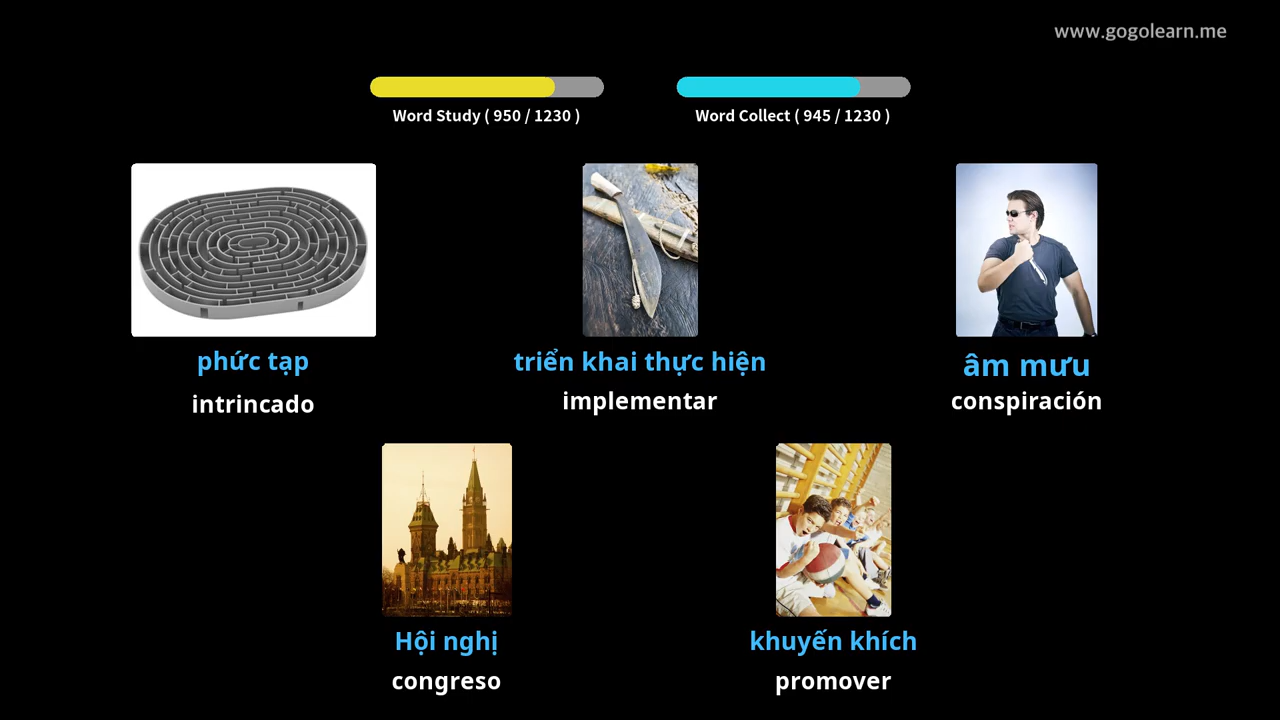 www.gogolearn.me
Word Study ( 950 / 1230 )
Word Collect ( 945 / 1230 )
phức tạp
intrincado
triển khai thực hiện
implementar
âm mưu
conspiración
Hội nghị
congreso
khuyến khích
promover